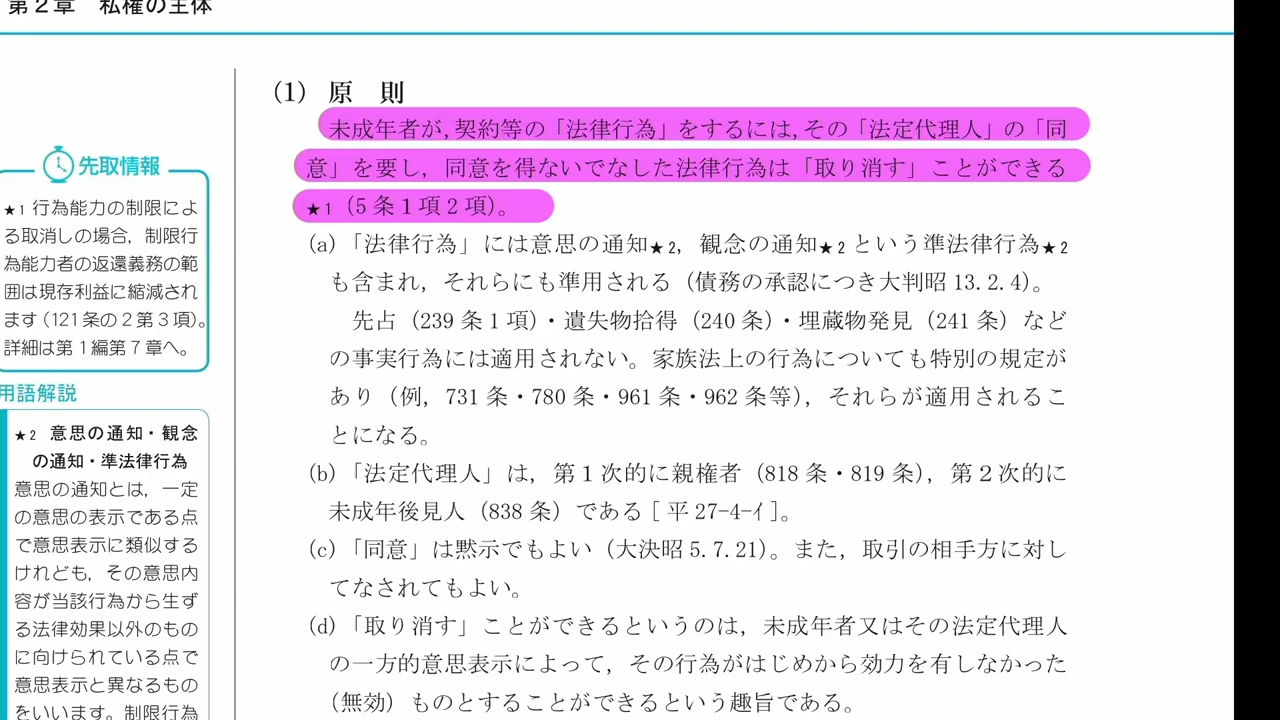 第2章 私権の主体
(1) 原 則
未成年者が,契約等の「法律行為」をするには,その「法定代理人」の「同
意」を要し,同意を得ないでなした法律行為は「取り消す」ことができる
★1(5条1項2項)。
(a)「法律行為」には意思の通知★2,観念の通知★2という準法律行為★2
も含まれ,それらにも準用される(債務の承認につき大判昭13.2.4)。
先占(239条1項)・遺失物拾得(240条)・埋蔵物発見(241条)など
の事実行為には適用されない。家族法上の行為についても特別の規定が
あり(例,731条・780条・961条・962条等),それらが適用されるこ
とになる。
(b)「法定代理人」は,第1次的に親権者(818条・819条),第2次的に
未成年後見人(838条)である[平27-4-イ]。
(c)「同意」は黙示でもよい(大決昭5.7.21)。また,取引の相手方に対し
てなされてもよい。
(d)「取り消す」ことができるというのは,未成年者又はその法定代理人
の一方的意思表示によって,その行為がはじめから効力を有しなかった
(無効)ものとすることができるという趣旨である。
先取情報
★1 行為能力の制限によ
る取消しの場合,制限行
為能力者の返還義務の範
囲は現存利益に縮減され
ます(121条の2第3項)。
詳細は第1編第7章へ。
用語解説
★2 意思の通知・観念
の通知・準法律行為
意思の通知とは,一定
の意思の表示である点
で意思表示に類似する
けれども,その意思内
容が当該行為から生ず
る法律効果以外のもの
に向けられている点で
意思表示と異なるもの
をいいます。制限行為